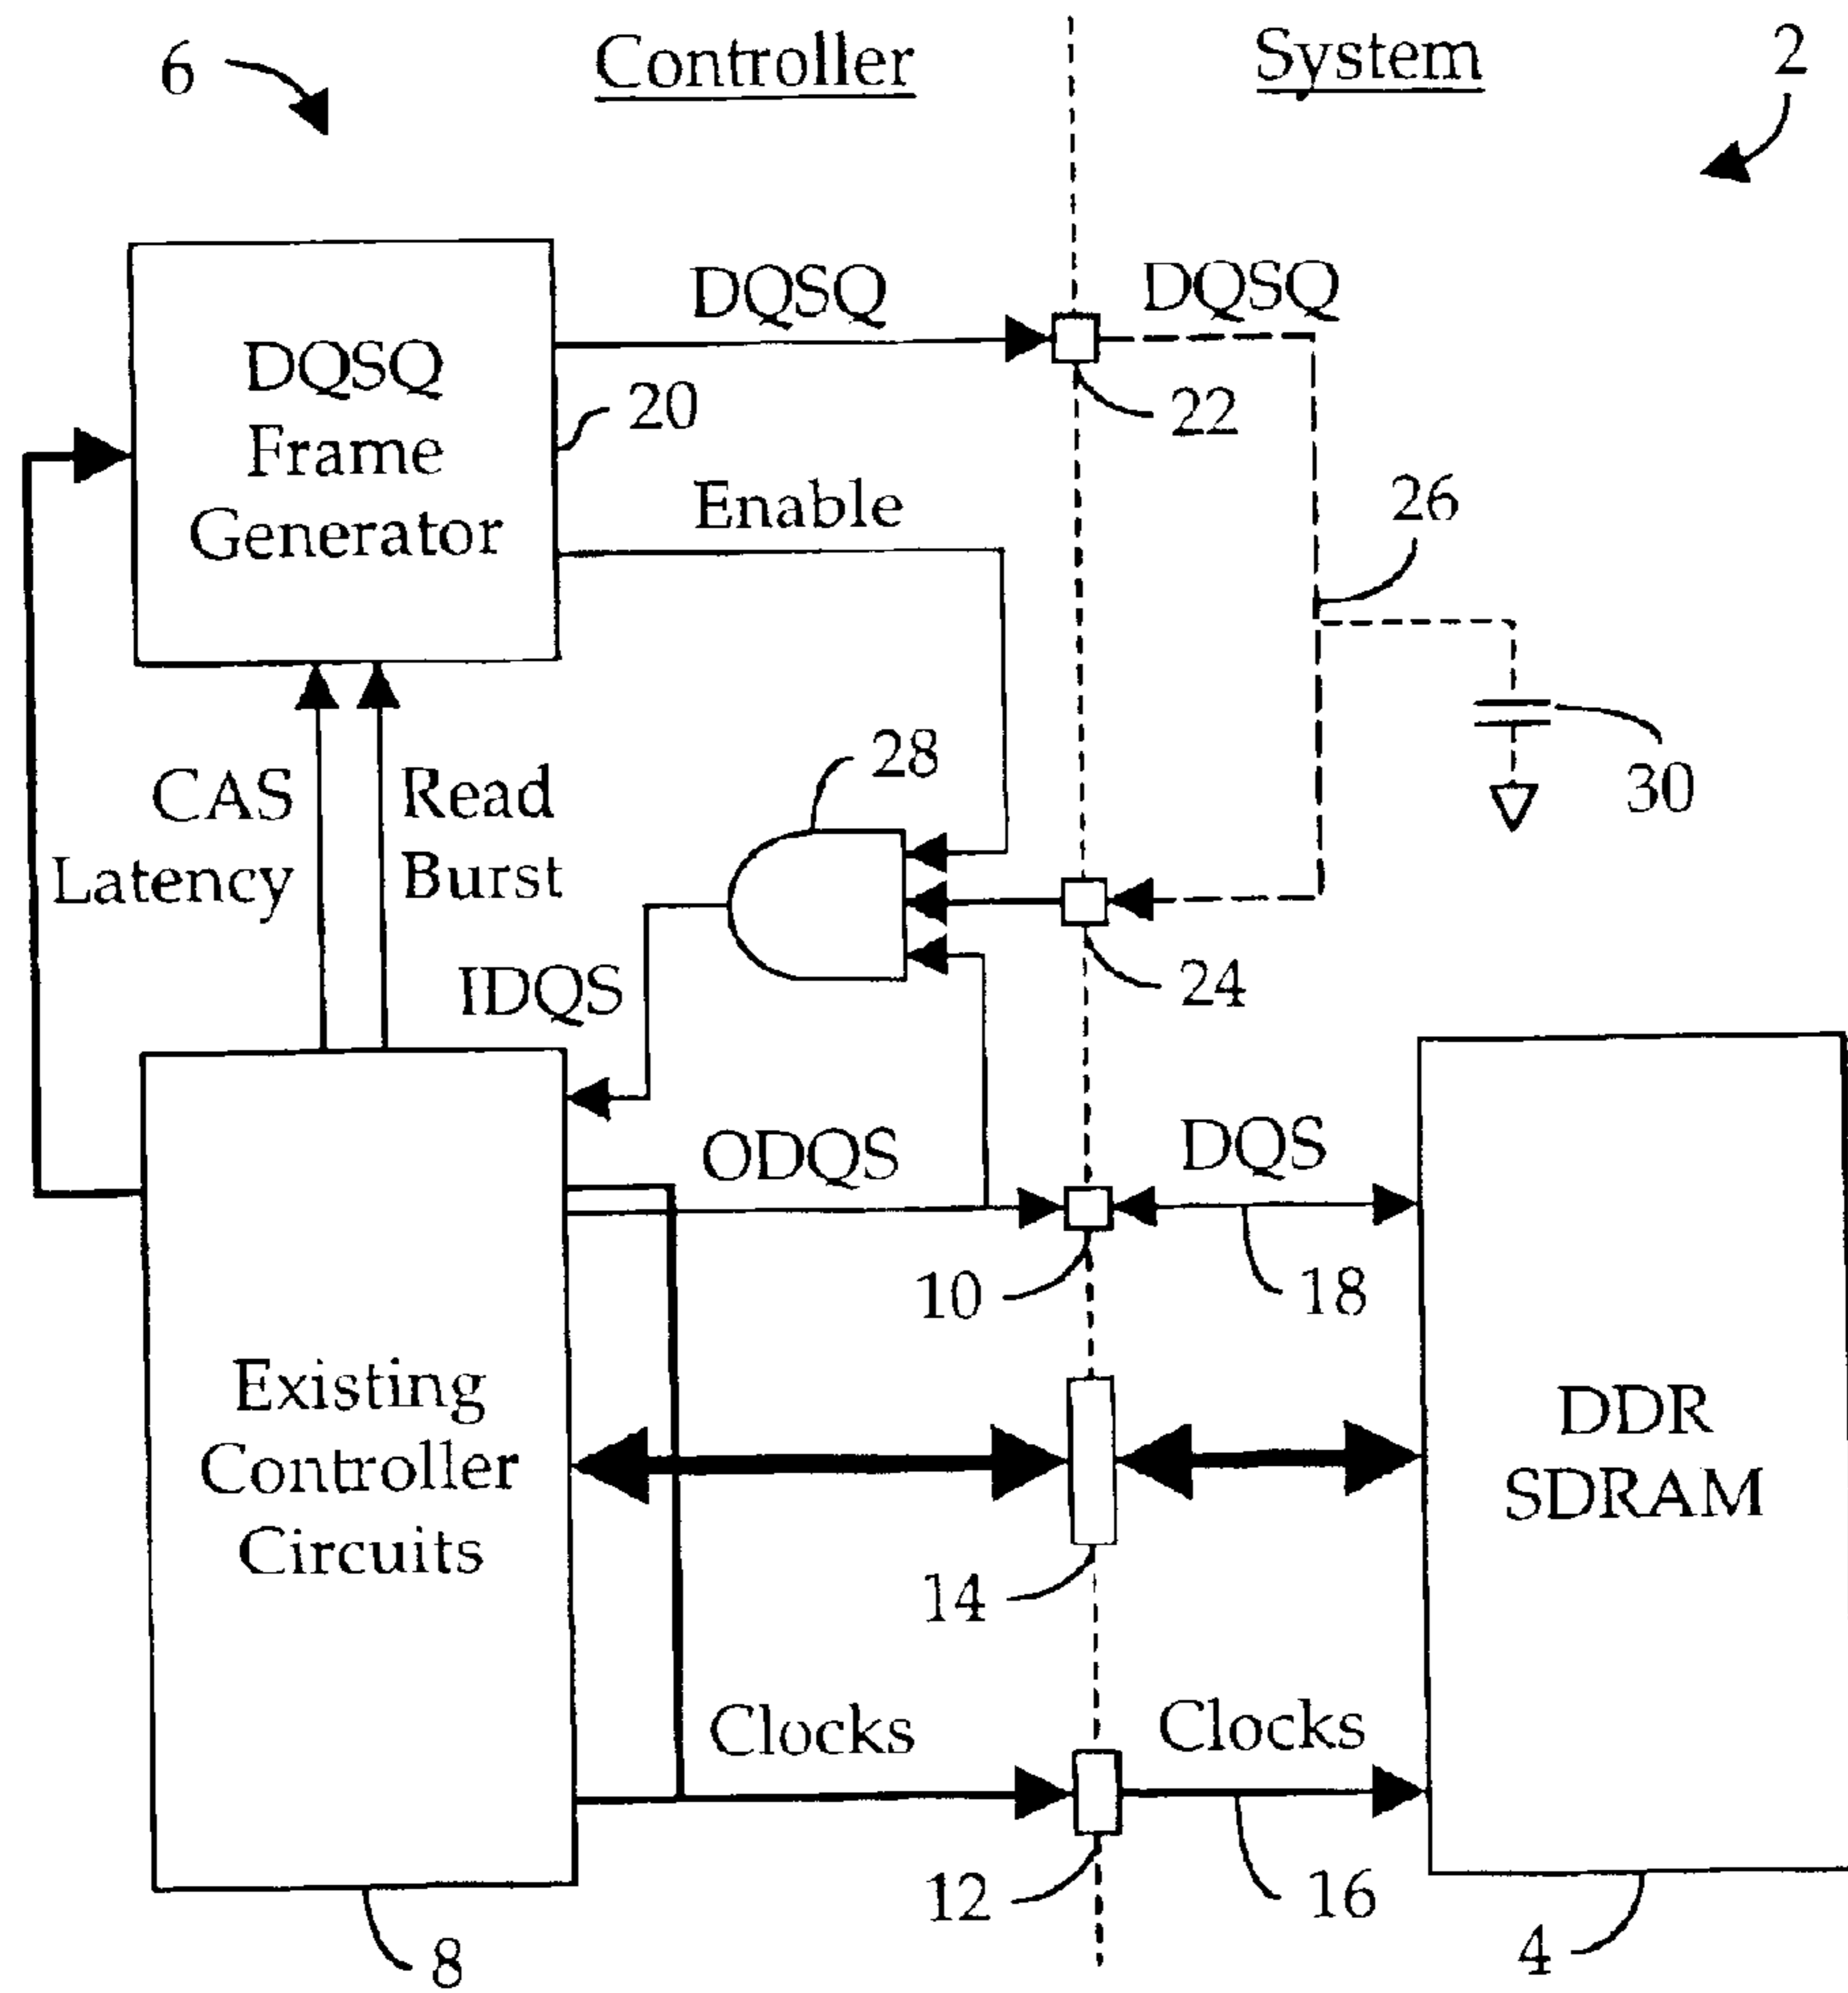 6
Controller
System
2
DQSQ
DQSQ
DQSQ
Frame
Generator
20
22
Enable
26
28
30
CAS
Latency
Read
Burst
IDQS
24
ODQS
DQS
10
18
Existing
Controller
Circuits
DDR
SDRAM
14
Clocks
Clocks
12
16
8
4